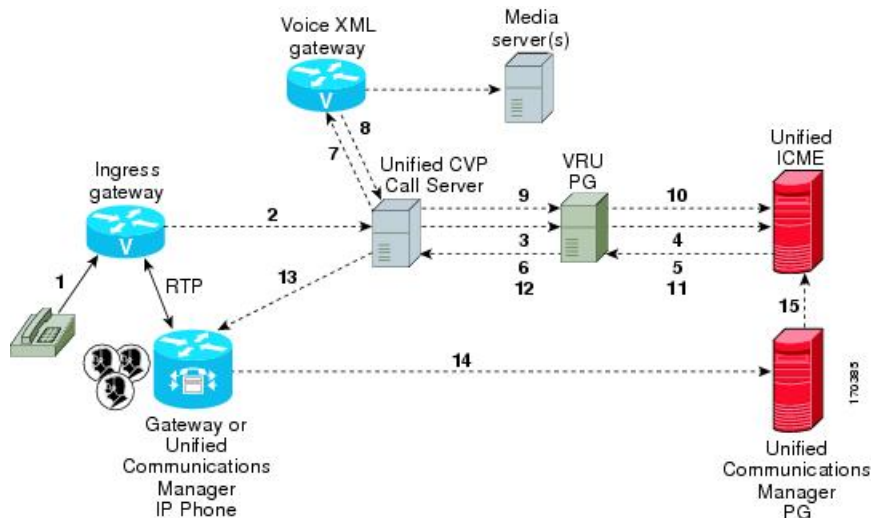 Voice XML
gateway
Media
server(s)
8
7
Unified CVP
Call Server
VRU
PG
Unified
ICME
Ingress
gateway
V
V
2
9
10
3
4
1
RTP
13
6
5
12
11
15
14
170385
Gateway or
Unified
Communications
Manager
IP Phone
Unified
Communications
Manager
PG